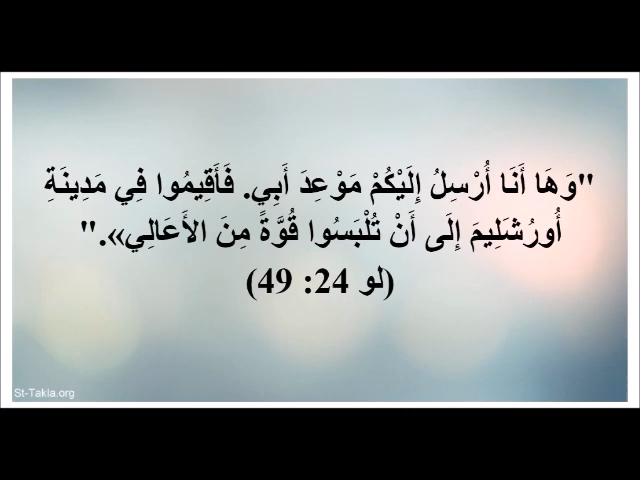 "وَهَا أَنَا أُرْسِلُ إِلَيْكُمْ مَوْعِدَ أَبِي. فَأَقِيمُوا فِي مَدِينَةِ
أُورُشَلِيمَ إِلَى أَنْ تُلْبَسُوا قُوَّةً مِنَ الأَعَالِي»."
(لو 24: 49)
St-Takla.org